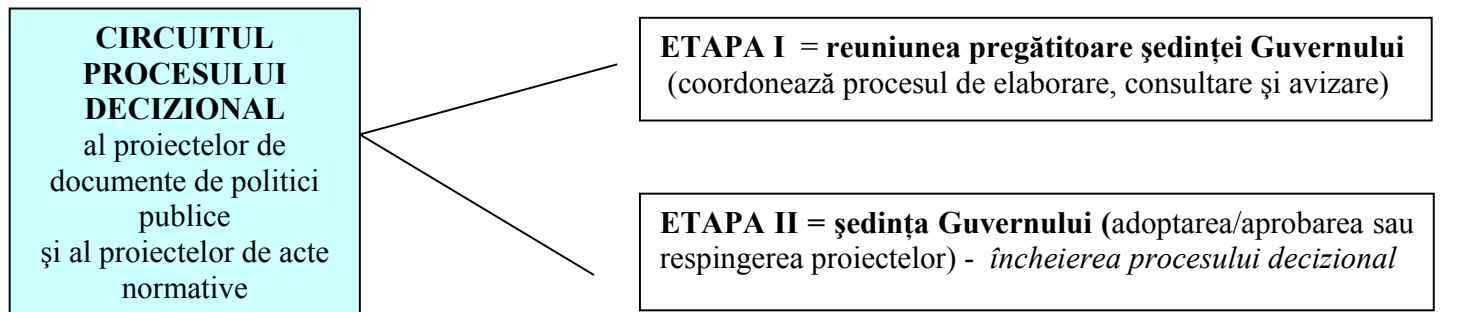 CIRCUITUL
PROCESULUI
DECIZIONAL
al proiectelor de
documente de politici
publice
şi al proiectelor de acte
normative
ETAPA I = reuniunea pregătitoare şedinței Guvernului
(coordonează procesul de elaborare, consultare şi avizare)
ETAPA II = şedința Guvernului (adoptarea/aprobarea sau
respingerea proiectelor) - încheierea procesului decizional